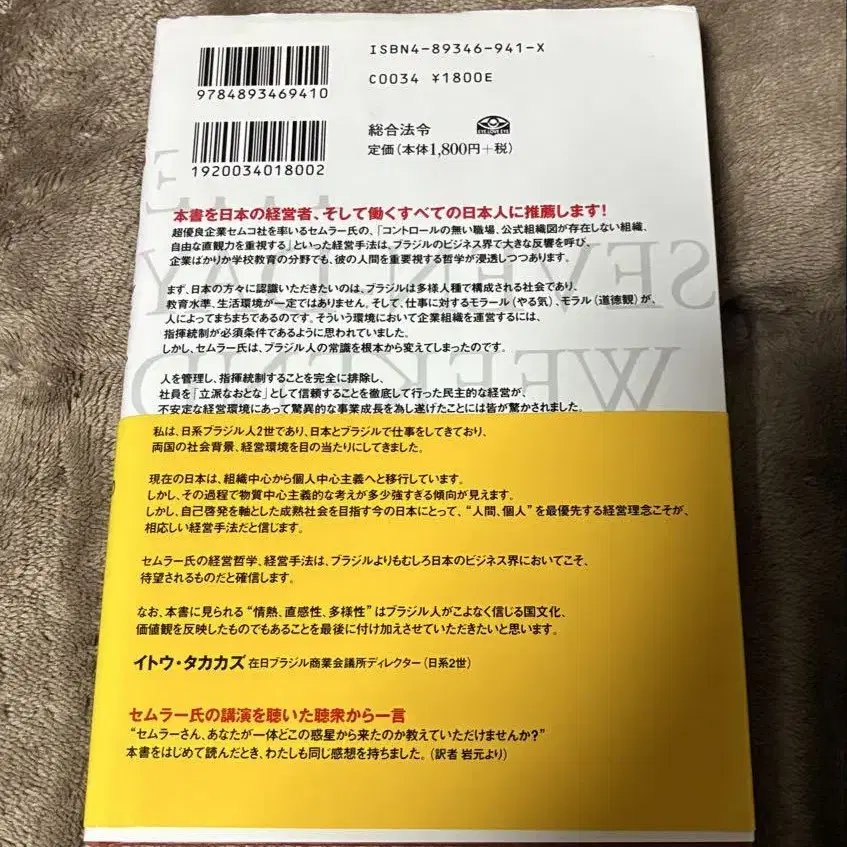 ISBN4-89346-941-X
C0034 ¥1800E
9784893469410
総合法令
定価（本体1,800円＋税）
1920034018002
THE
SEVEN-DAY
WEEKEND
本書を日本の経営者、そして働くすべての日本人に推薦します！
超優良企業セムコ社を率いるセムラー氏の、「コントロールの無い職場、公式組織図が存在しない組織、
自由な直観力を重視する」といった経営手法は、ブラジルのビジネス界で大きな反響を呼び、
企業ばかりか学校教育の分野でも、彼の人間を重要視する哲学が浸透しつつあります。
まず、日本の方々に認識いただきたいのは、ブラジルは多様人種で構成される社会であり、
教育水準、生活環境が一定ではありません。そして、仕事に対するモラール（やる気）、モラル（道徳観）が、
人によってまちまちであるのです。そういう環境において企業組織を運営するには、
指揮統制が必須条件であるように思われていました。
しかし、セムラー氏は、ブラジル人の常識を根本から変えてしまったのです。
人を管理し、指揮統制することを完全に排除し、
社員を「立派なおとな」として信頼することを徹底して行った民主的な経営が、
不安定な経営環境にあって驚異的な事業成長を為し遂げたことには皆が驚かされました。
私は、日系ブラジル人2世であり、日本とブラジルで仕事をしてきており、
両国の社会背景、経営環境を目の当たりにしてきました。
現在の日本は、組織中心から個人中心主義へと移行しています。
しかし、その過程で物質中心主義的な考えが多少強すぎる傾向が見えます。
しかし、自己啓発を軸とした成熟社会を目指す今の日本にとって、“人間、個人”を最優先する経営理念こそが、
相応しい経営手法だと信じます。
セムラー氏の経営哲学、経営手法は、ブラジルよりもむしろ日本のビジネス界においてこそ、
待望されるものだと確信します。
なお、本書に見られる“情熱、直感性、多様性”はブラジル人がこよなく信じる国文化、
価値観を反映したものでもあることを最後に付け加えさせていただきたいと思います。
イトウ・タカカズ 在日ブラジル商業会議所ディレクター（日系2世）
セムラー氏の講演を聴いた聴衆から一言
“セムラーさん、あなたが一体どこの惑星から来たのか教えていただけませんか？”
本書をはじめて読んだとき、わたしも同じ感想を持ちました。（訳者 岩元より）